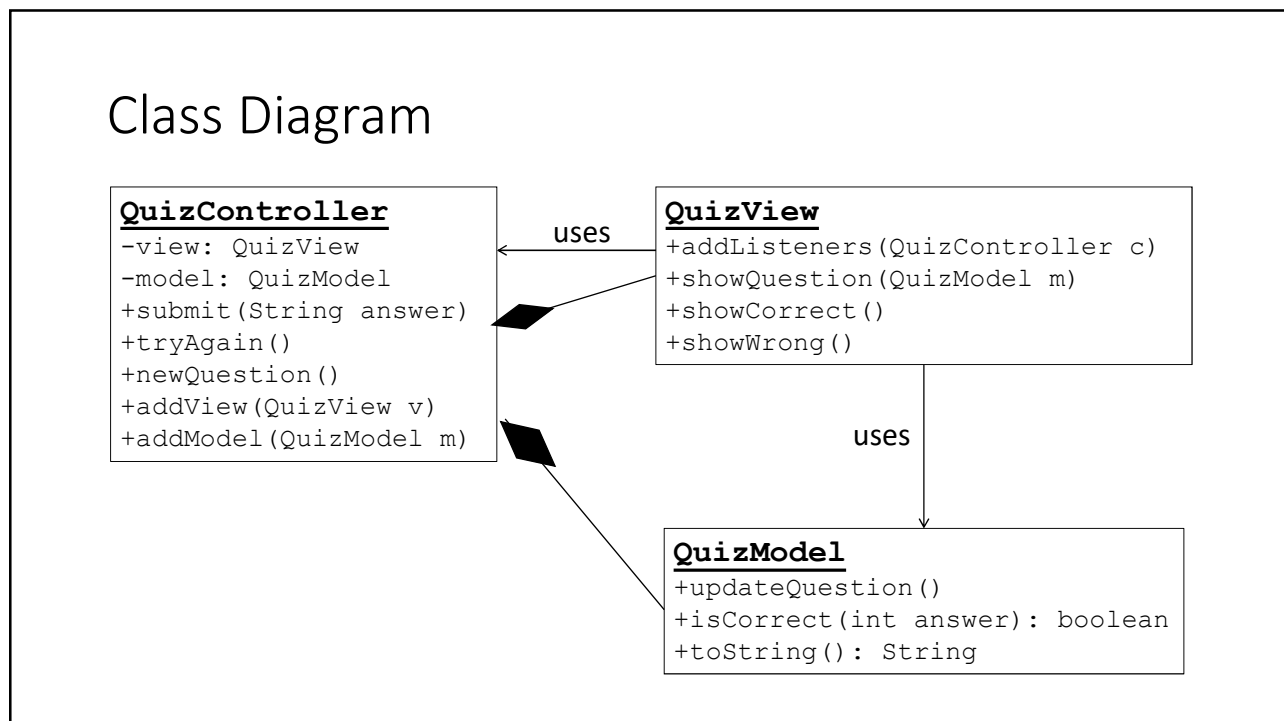 Class Diagram
QuizController
-view: QuizView
-model: QuizModel
+submit(String answer)
+tryAgain()
+newQuestion()
+addView(QuizView v)
+addModel(QuizModel m)
uses
QuizView
+addListeners(QuizController c)
+showQuestion(QuizModel m)
+showCorrect()
+showWrong()
uses
QuizModel
+updateQuestion()
+isCorrect(int answer): boolean
+toString(): String